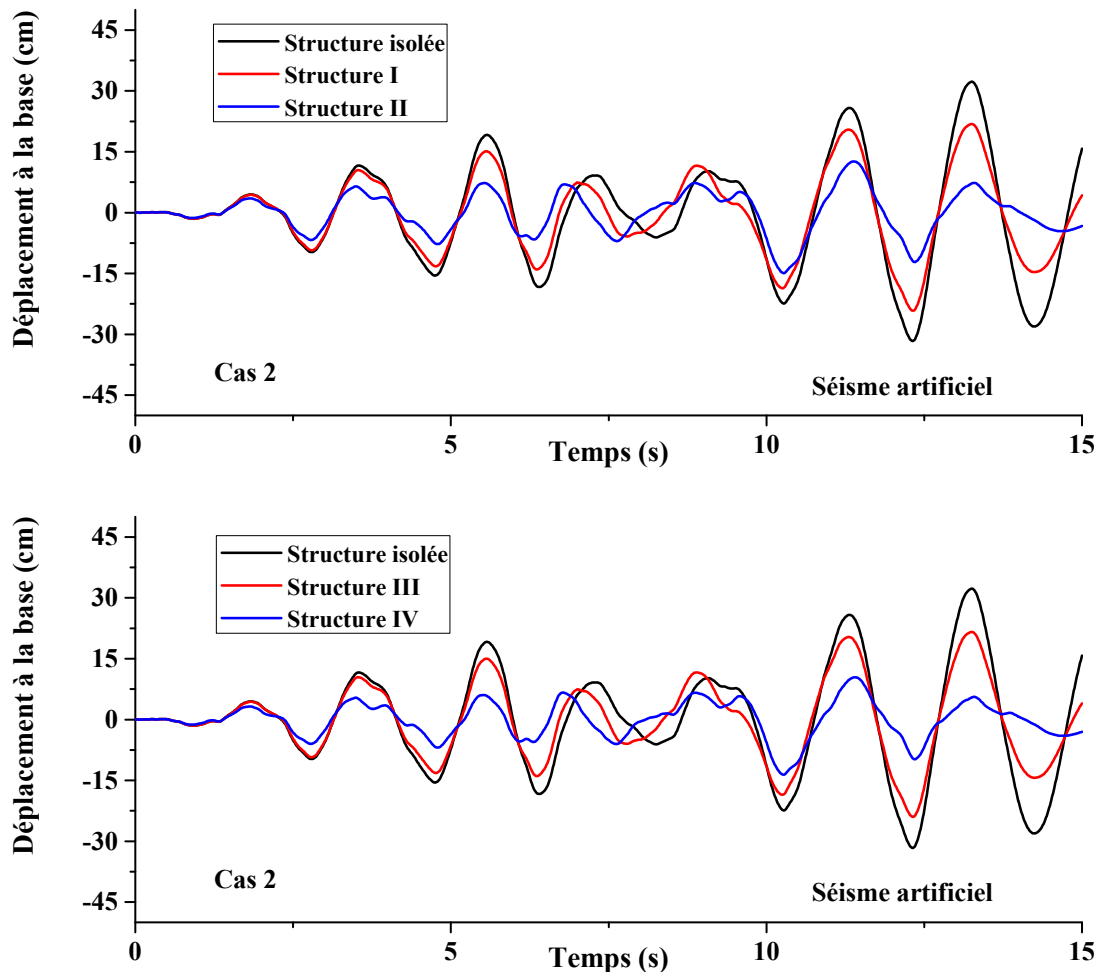 Déplacement à la base (cm)
45
30
15
0
-15
-30
-45
Structure isolée
Structure I
Structure II
Cas 2
Séisme artificiel
0
5
10
15
Temps (s)
Déplacement à la base (cm)
45
30
15
0
-15
-30
-45
Structure isolée
Structure III
Structure IV
Cas 2
Séisme artificiel
0
5
10
15
Temps (s)